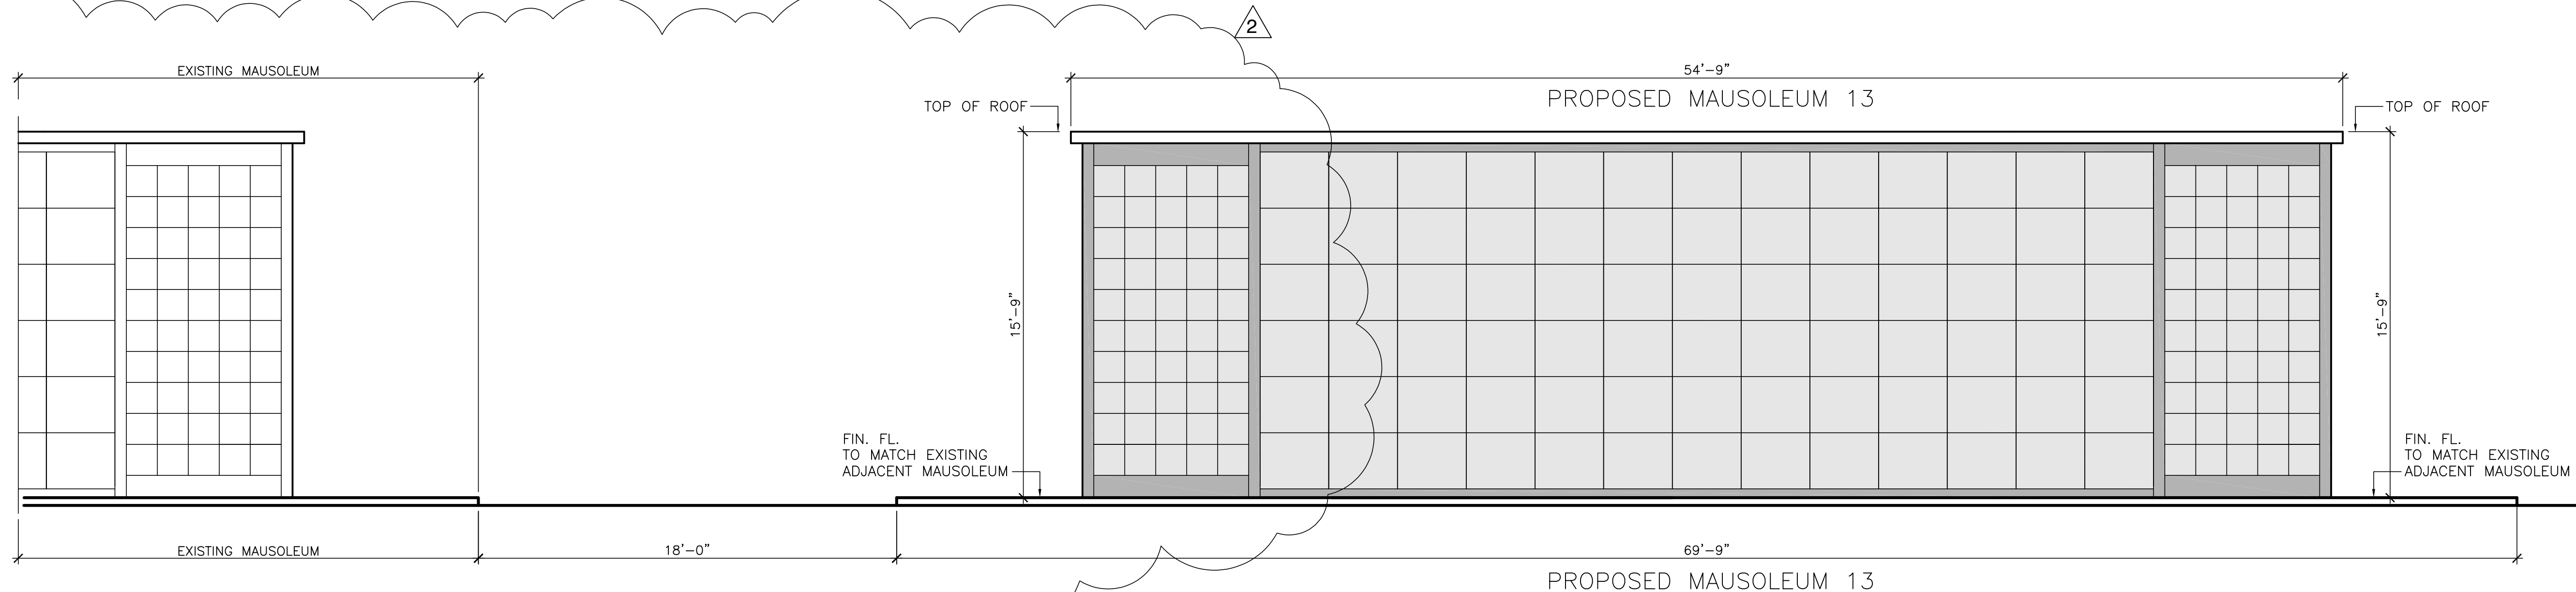 2
EXISTING MAUSOLEUM
54'-9"
PROPOSED MAUSOLEUM 13
TOP OF ROOF
TOP OF ROOF
15'-9"
15'-9"
FIN. FL.
TO MATCH EXISTING
ADJACENT MAUSOLEUM
FIN. FL.
TO MATCH EXISTING
ADJACENT MAUSOLEUM
EXISTING MAUSOLEUM
18'-0"
69'-9"
PROPOSED MAUSOLEUM 13